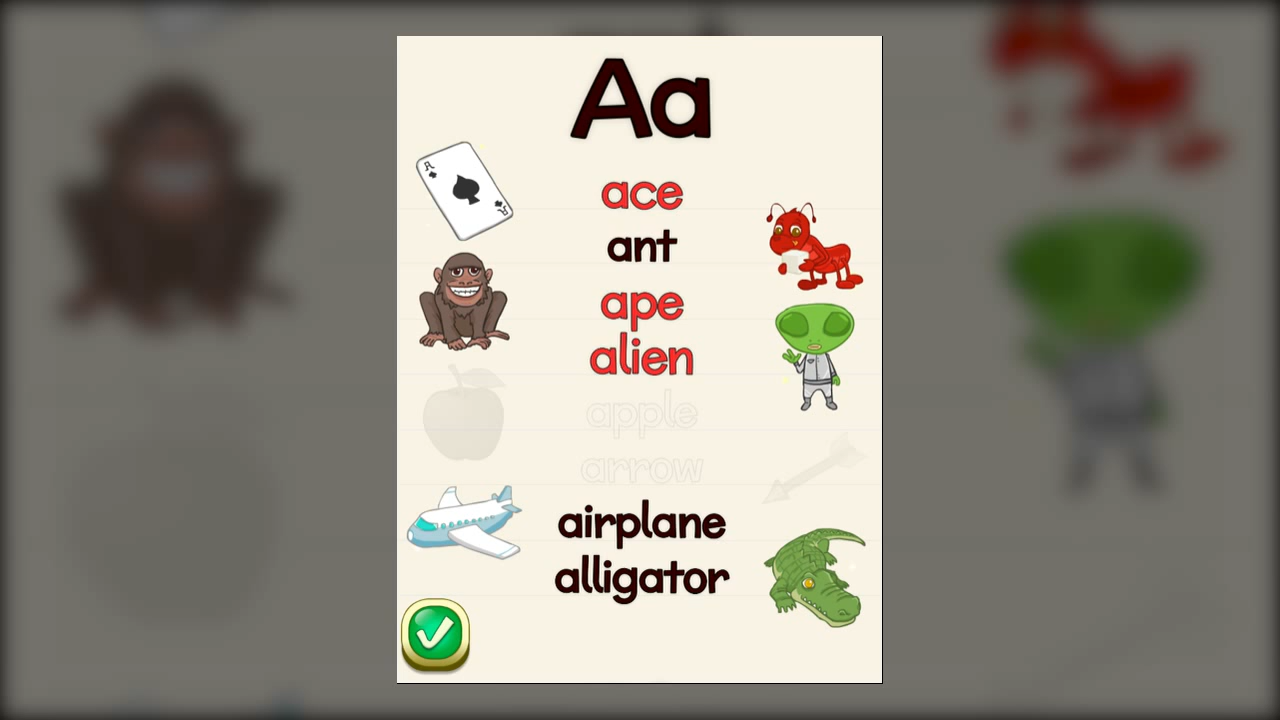 Aa
A
ace
ant
ape
alien
apple
arrow
airplane
alligator